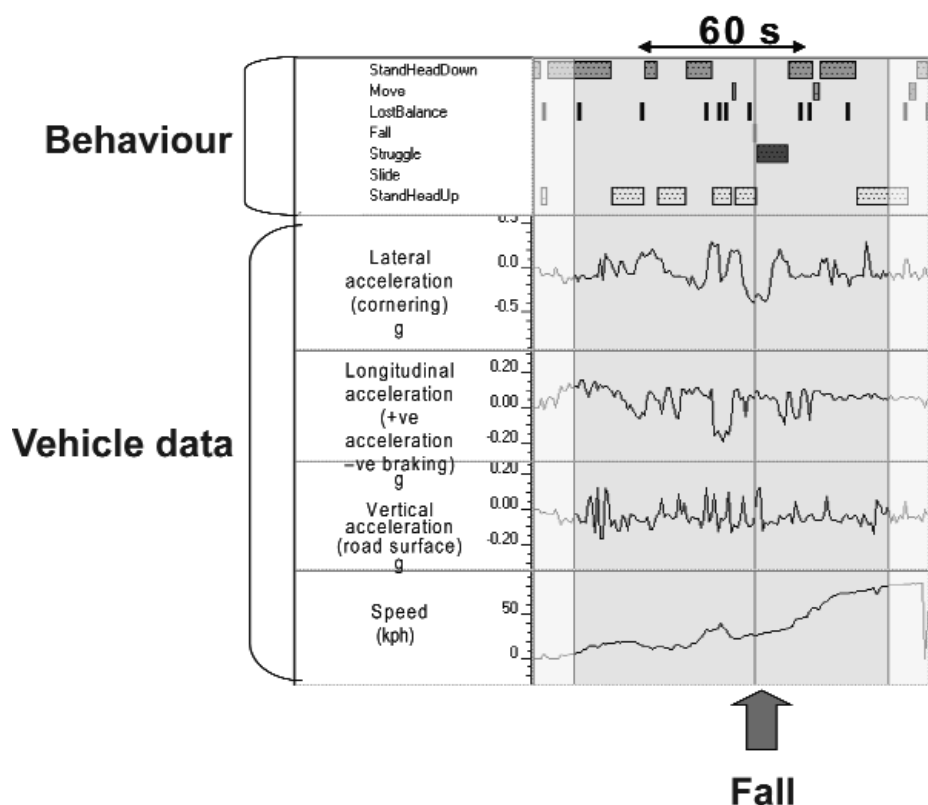 60 s
StandHeadDown
Move
LostBalance
Fall
Struggle
Slide
StandHeadUp
Behaviour
0.5
Lateral
acceleration
(cornering)
g
0.0
-0.5
Longitudinal
acceleration
(+ve
acceleration
–ve braking)
g
0.20
0.00
-0.20
Vehicle data
Vertical
acceleration
(road surface)
g
0.20
0.00
-0.20
Speed
(kph)
50
0
Fall